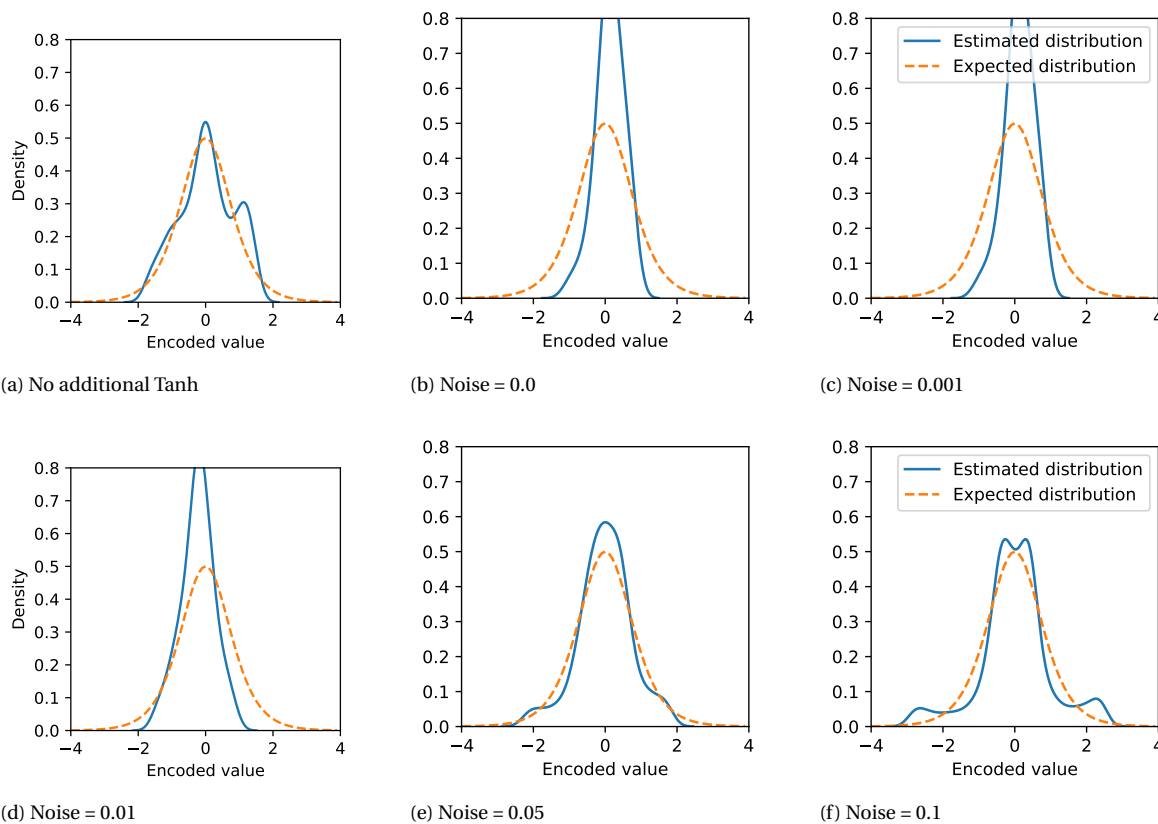 0.8
0.7
0.6
0.5
0.4
0.3
0.2
0.1
0.0
Density
−4 −2 0 2 4
Encoded value
(a) No additional Tanh
0.8
0.7
0.6
0.5
0.4
0.3
0.2
0.1
0.0
−4 −2 0 2 4
Encoded value
(b) Noise = 0.0
0.8
0.7
0.6
0.5
0.4
0.3
0.2
0.1
0.0
Estimated distribution
Expected distribution
−4 −2 0 2 4
Encoded value
(c) Noise = 0.001
0.8
0.7
0.6
0.5
0.4
0.3
0.2
0.1
0.0
Density
−4 −2 0 2 4
Encoded value
(d) Noise = 0.01
0.8
0.7
0.6
0.5
0.4
0.3
0.2
0.1
0.0
−4 −2 0 2 4
Encoded value
(e) Noise = 0.05
0.8
0.7
0.6
0.5
0.4
0.3
0.2
0.1
0.0
Estimated distribution
Expected distribution
−4 −2 0 2 4
Encoded value
(f) Noise = 0.1